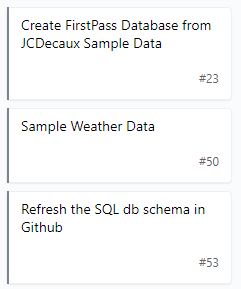 Create FirstPass Database from
JCDecaux Sample Data
#23
Sample Weather Data
#50
Refresh the SQL db schema in
Github
#53